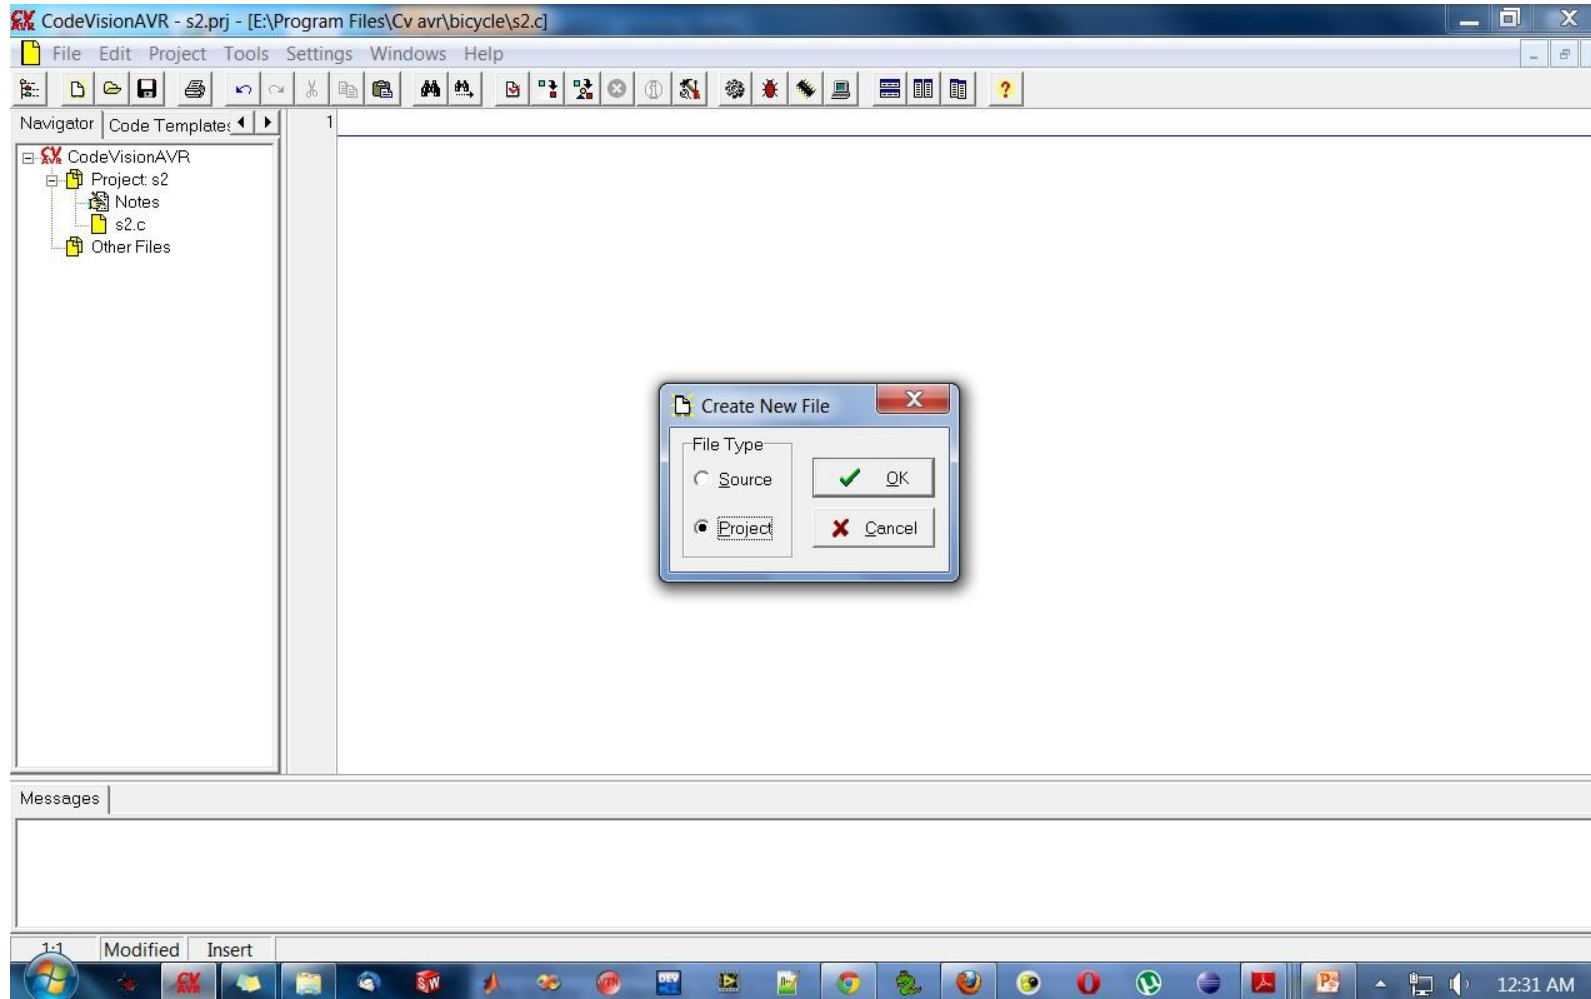 CodeVisionAVR - s2.prj - [E:\Program Files\Cv avr\bicycle\s2.c]
File Edit Project Tools Settings Windows Help
Navigator Code Templates
1
CodeVisionAVR
Project: s2
Notes
s2.c
Other Files
Create New File
File Type
Source
OK
Project
Cancel
Messages
1:1 Modified Insert
12:31 AM